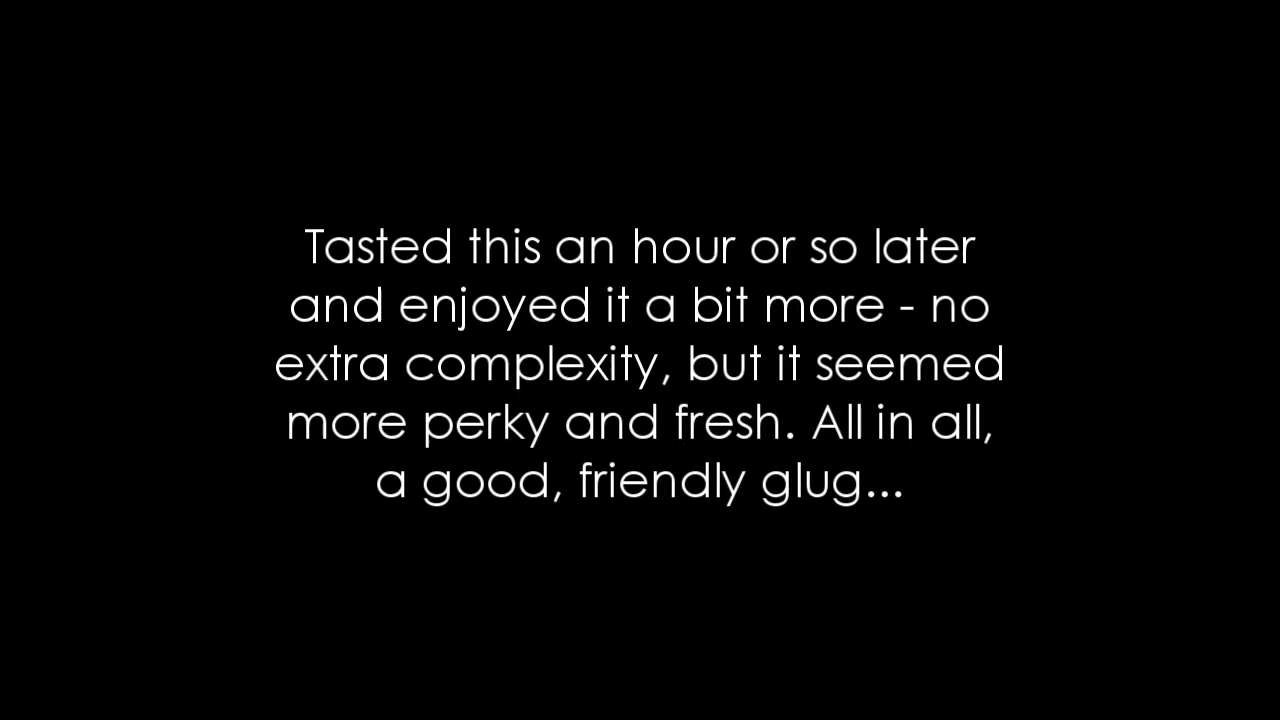 Tasted this an hour or so later
and enjoyed it a bit more - no
extra complexity, but it seemed
more perky and fresh. All in all,
a good, friendly glug...